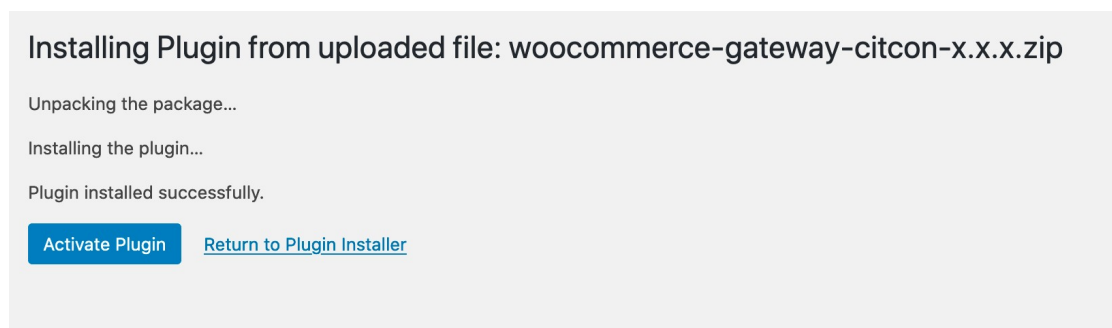 Installing Plugin from uploaded file: woocommerce-gateway-citcon-x.x.x.zip
Unpacking the package...
Installing the plugin...
Plugin installed successfully.
Activate Plugin Return to Plugin Installer